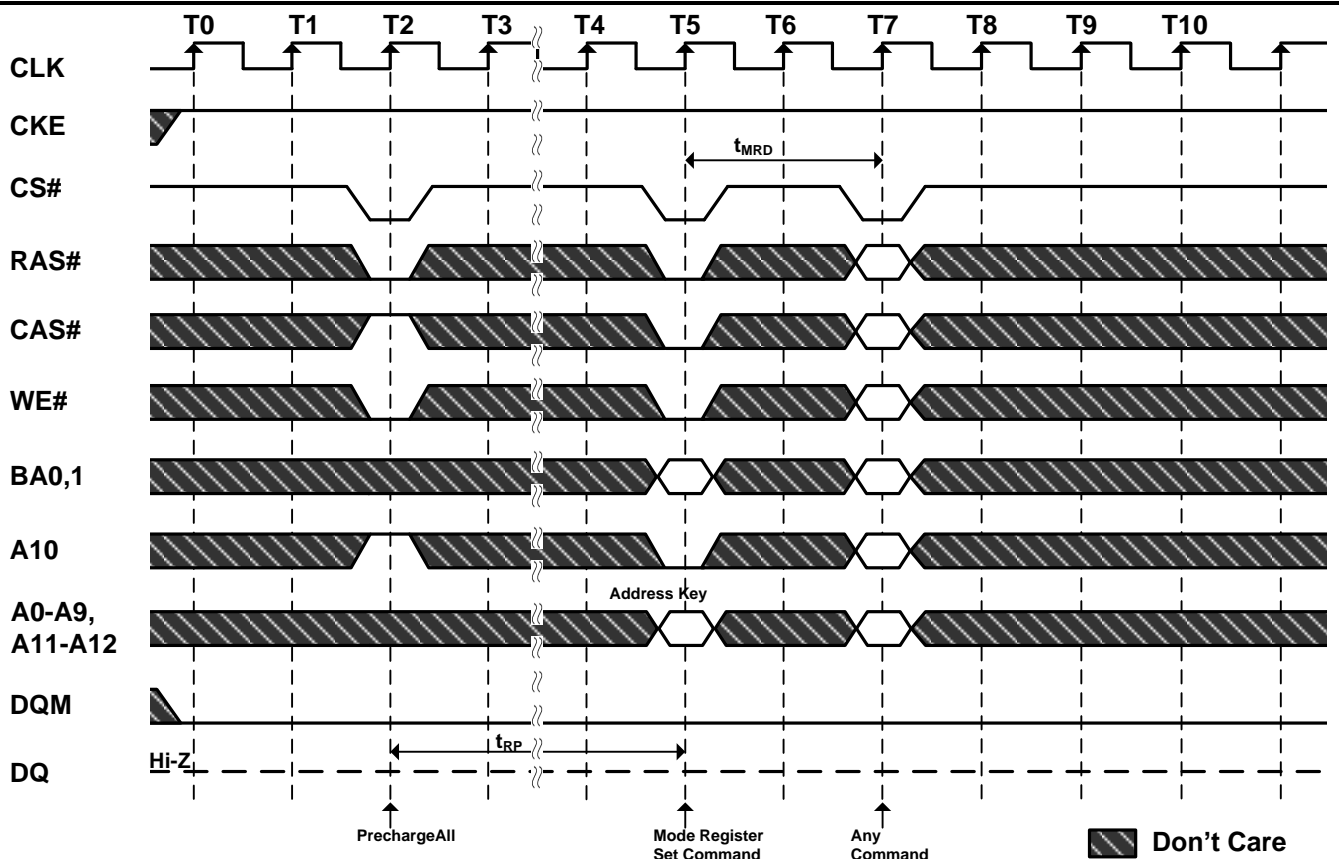 T0 T1 T2 T3 T4 T5 T6 T7 T8 T9 T10
CLK
CKE
tMRD
CS#
RAS#
CAS#
WE#
BA0,1
A10
Address Key
A0-A9,
A11-A12
DQM
tRP
Hi-Z
DQ
PrechargeAll
Mode Register
Set Command
Any
Command
Don't Care